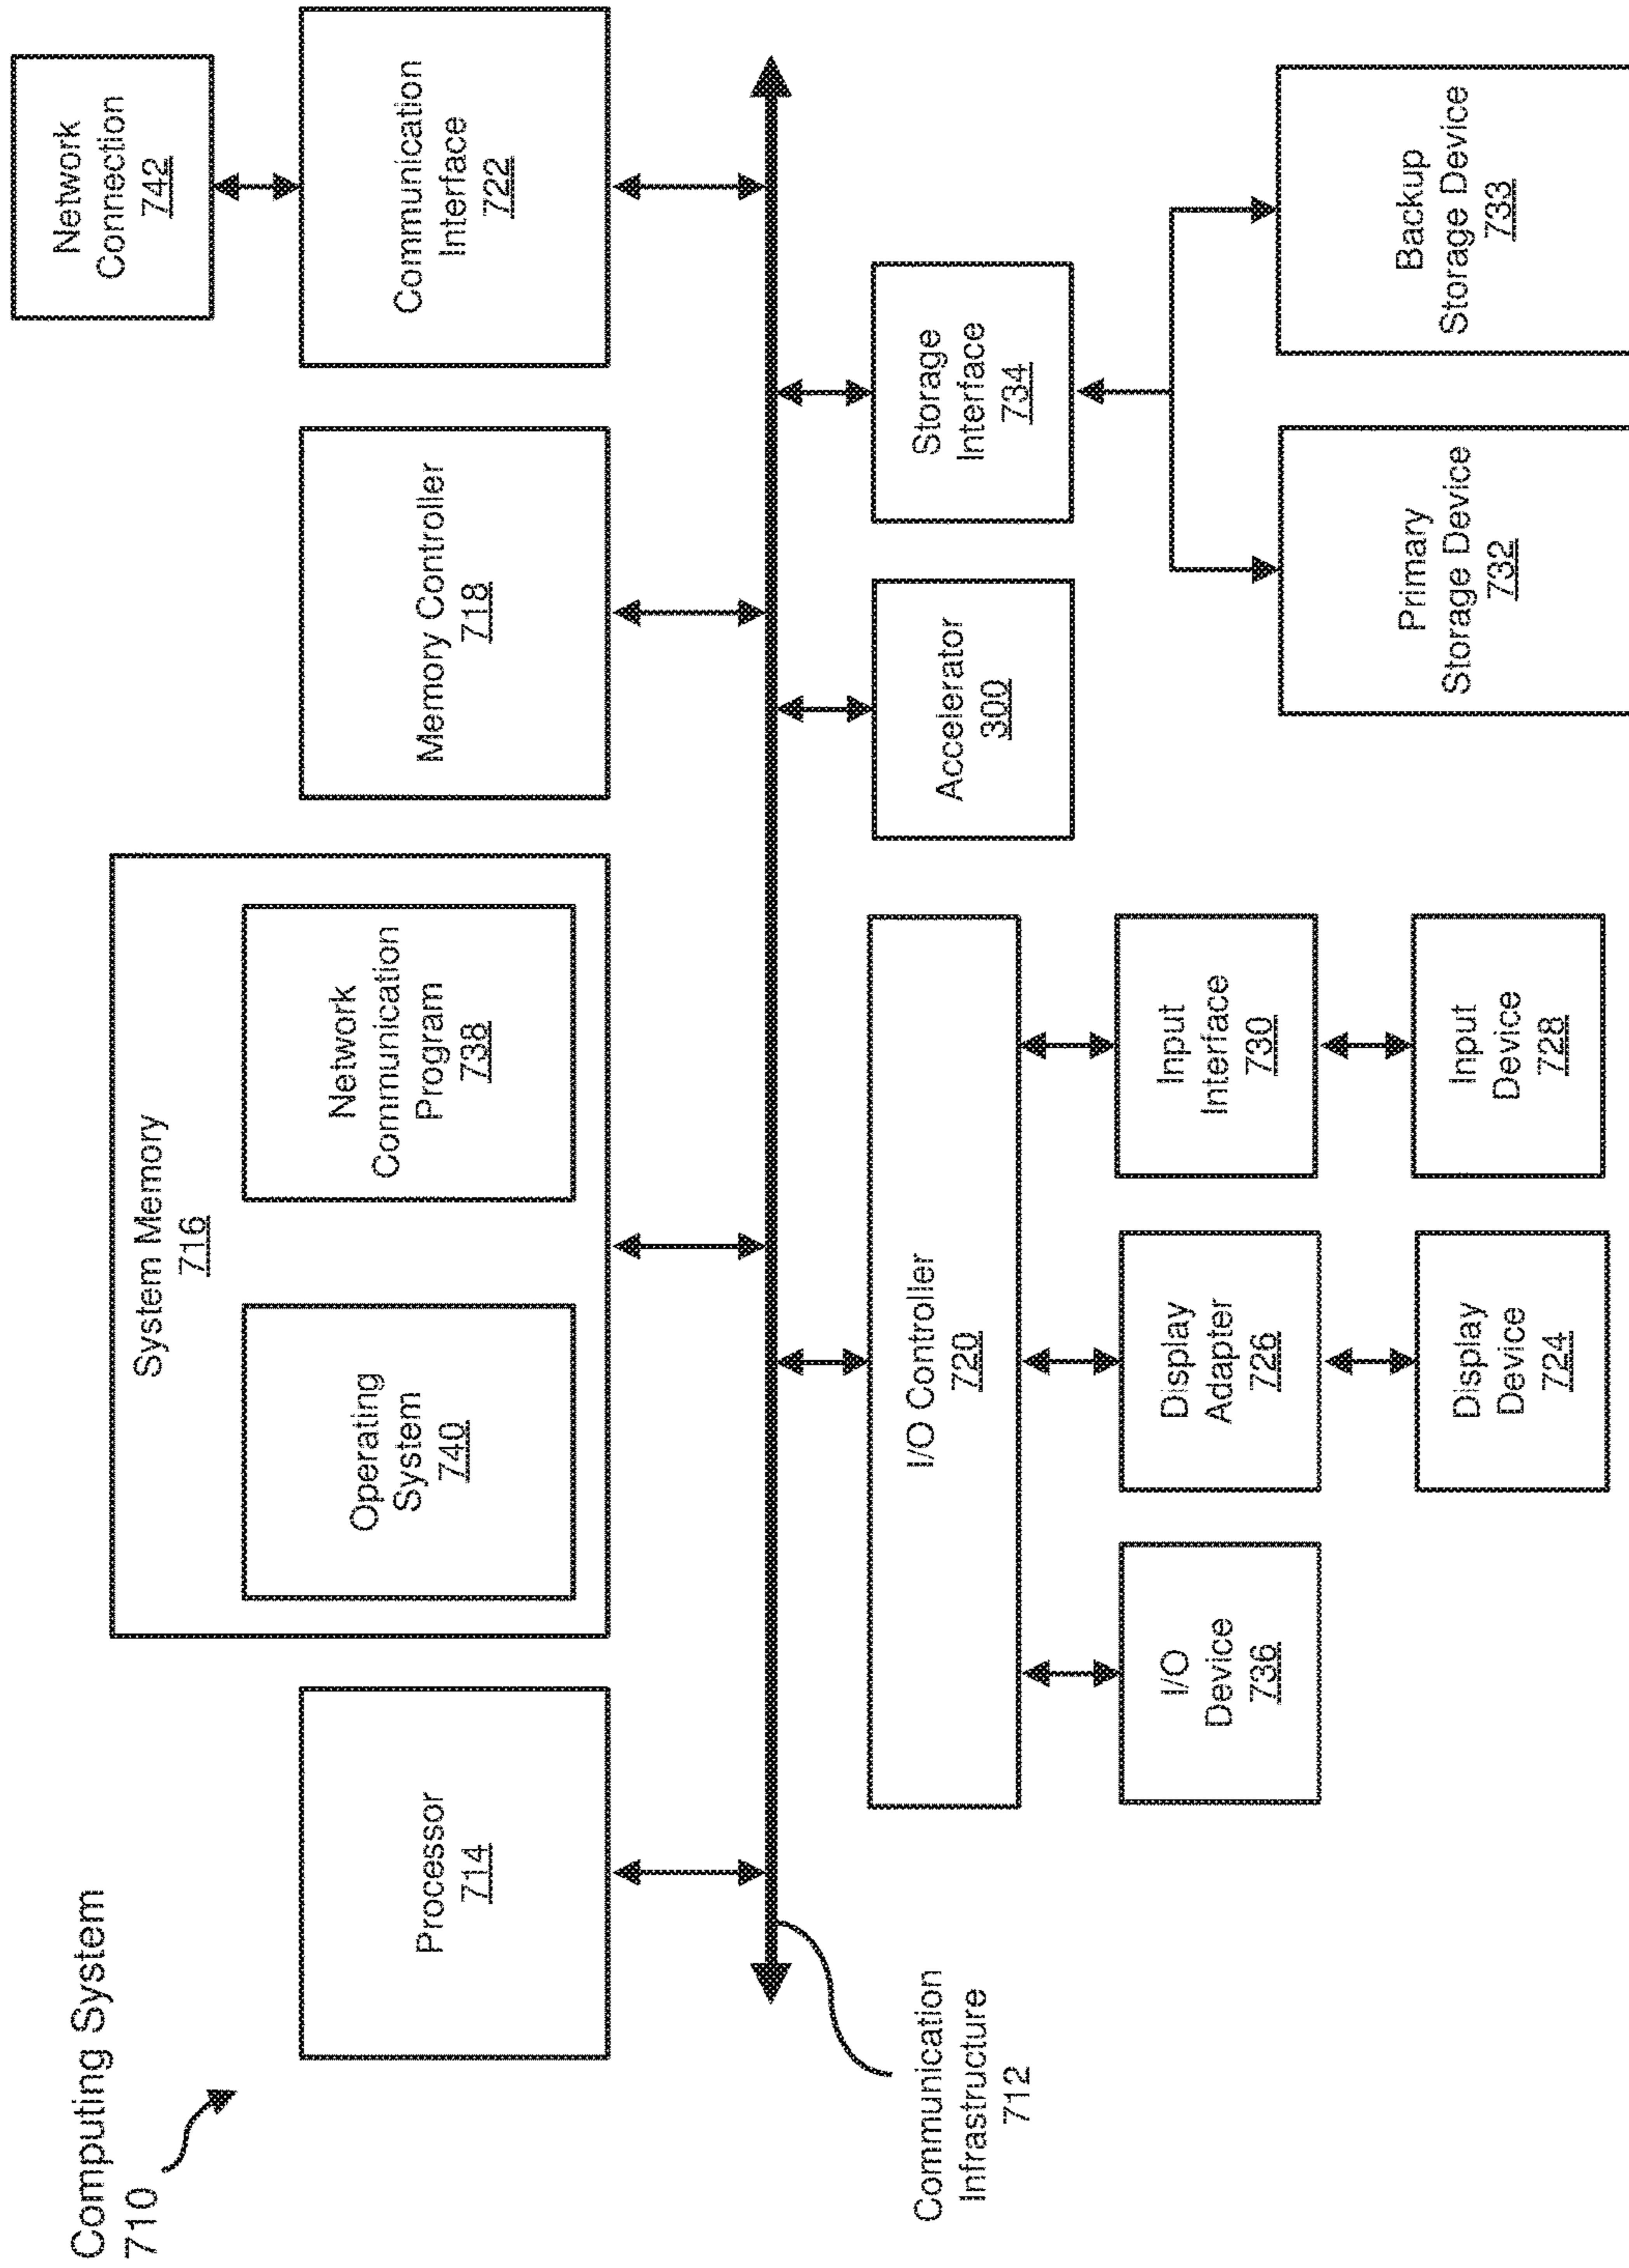 Computing System
710
Processor
714
System Memory
716
Operating
System
740
Network
Communication
Program
738
Memory Controller
718
Network
Connection
742
Communication
Interface
722
Communication
Infrastructure
712
I/O Controller
720
Accelerator
300
Storage
Interface
734
I/O
Device
736
Display
Adapter
726
Input
Interface
730
Display
Device
724
Input
Device
728
Primary
Storage Device
732
Backup
Storage Device
733